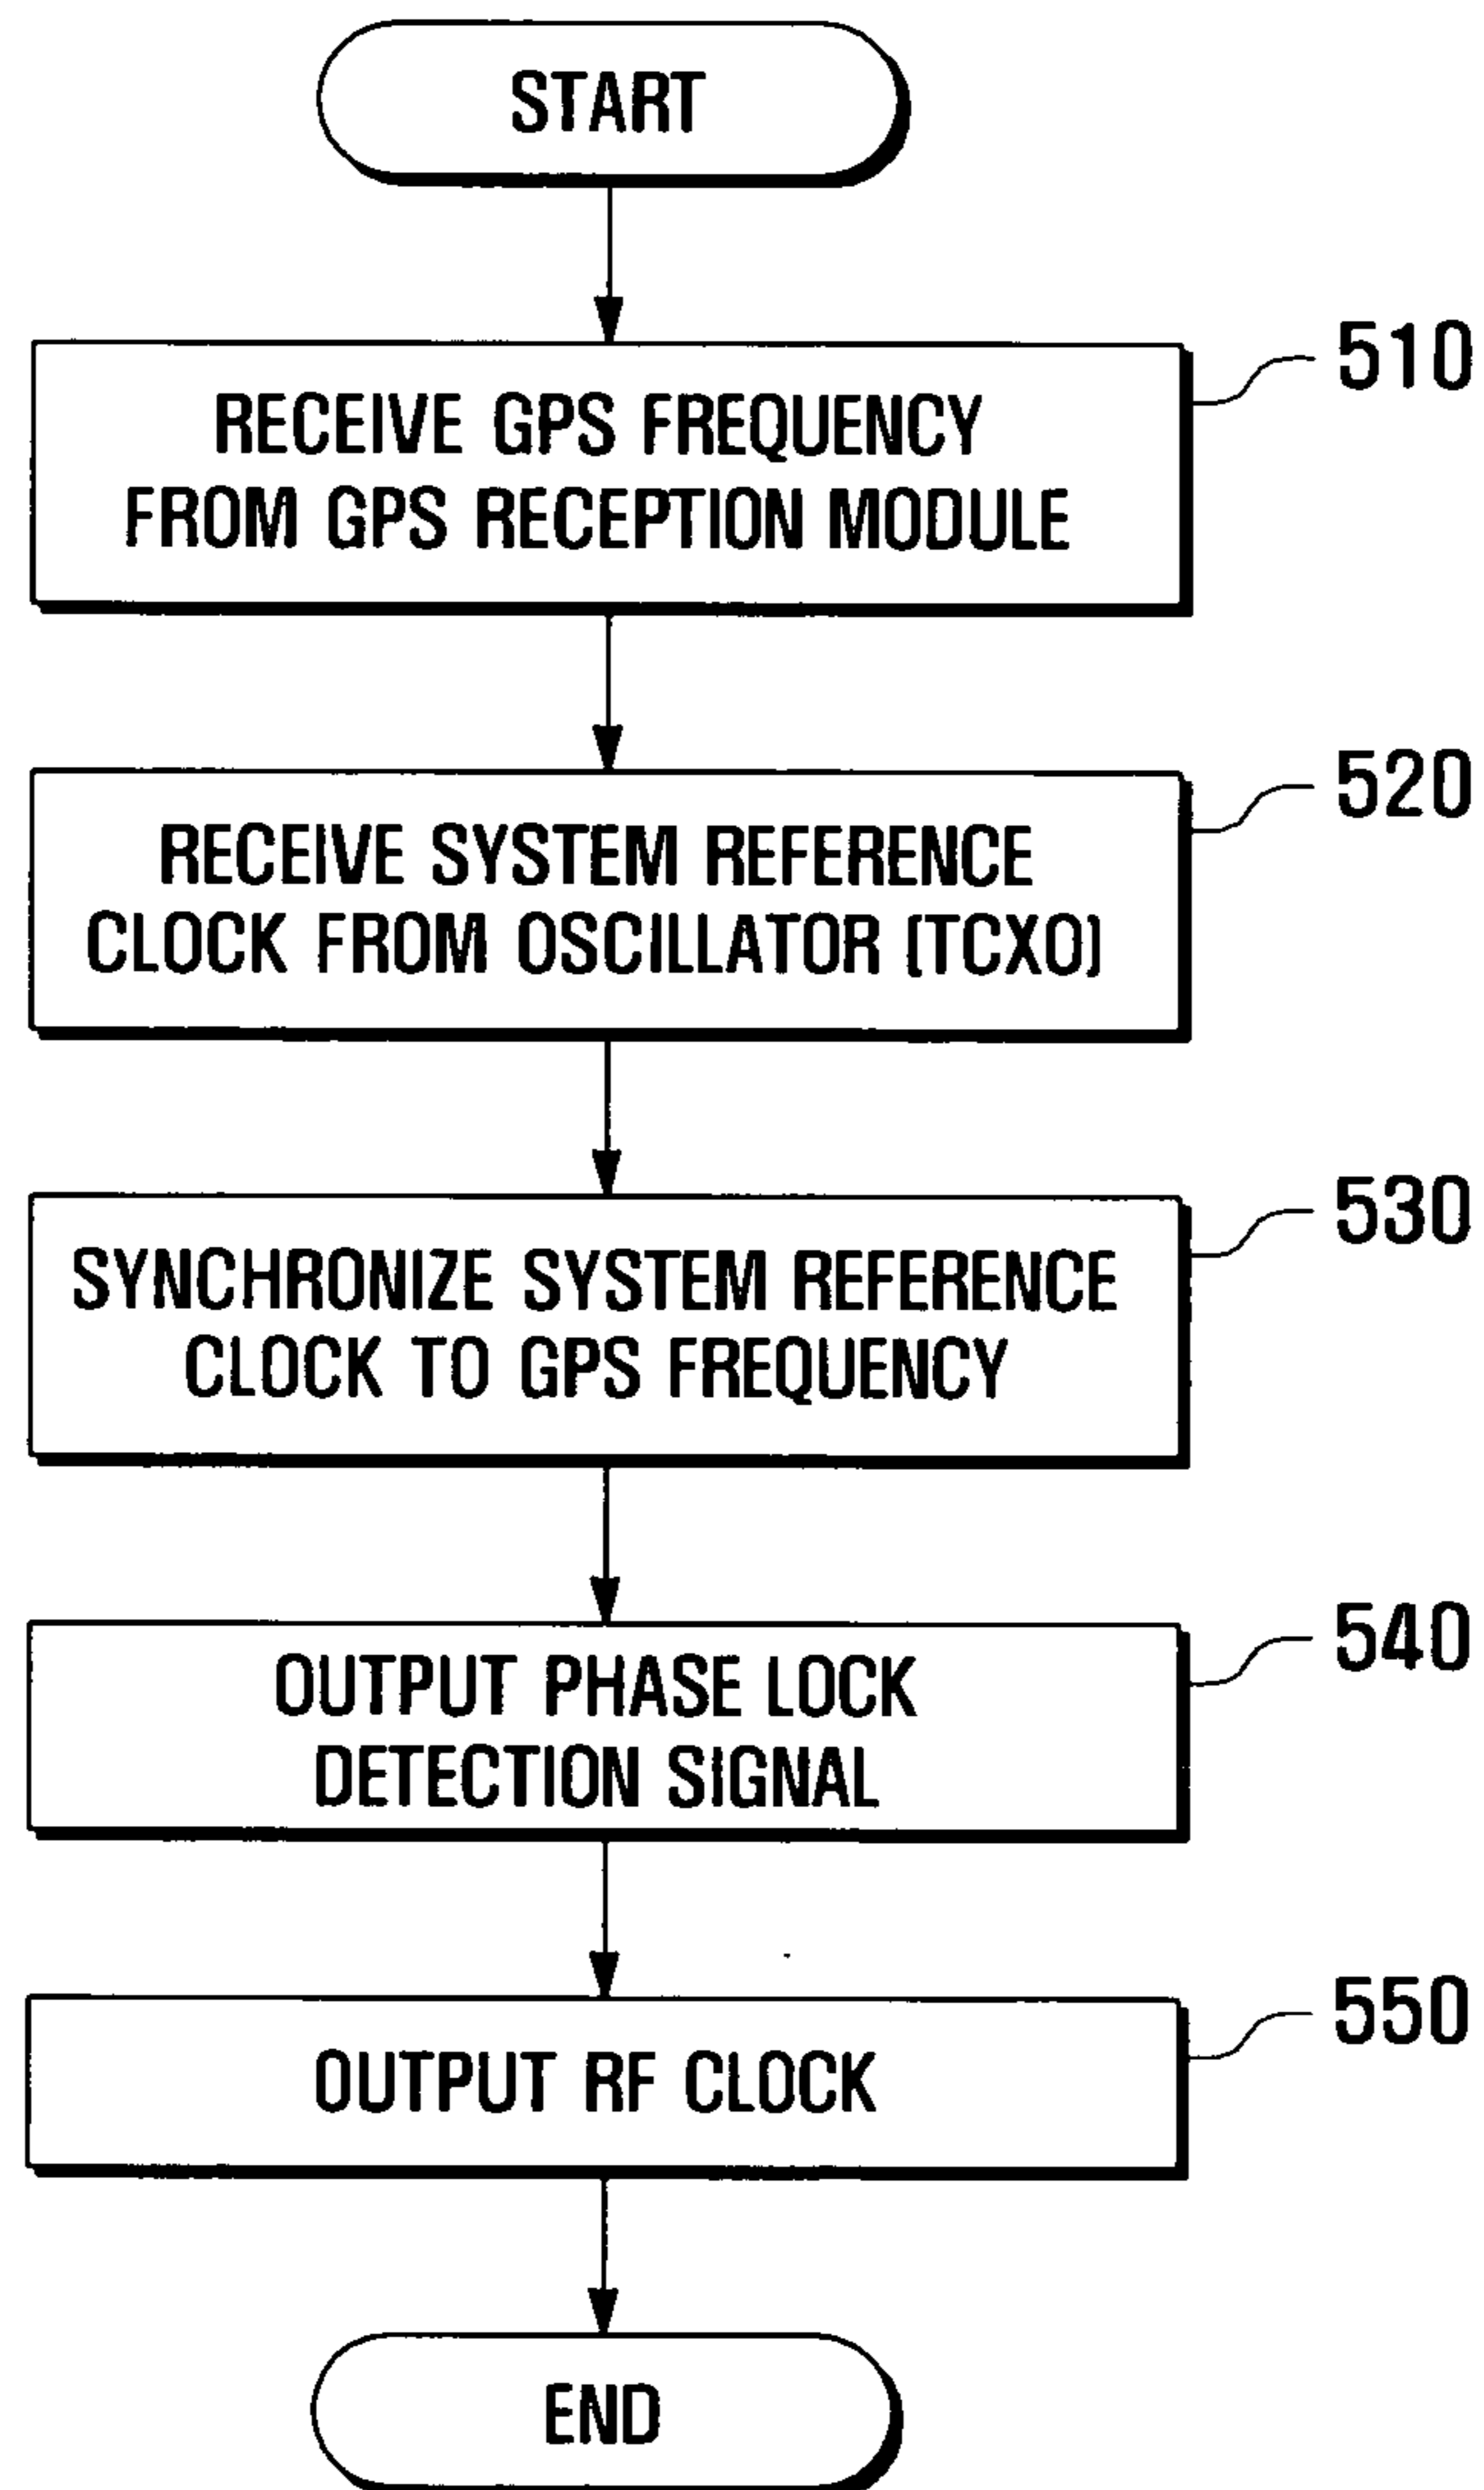 START
510
RECEIVE GPS FREQUENCY
FROM GPS RECEPTION MODULE
520
RECEIVE SYSTEM REFERENCE
CLOCK FROM OSCILLATOR (TCXO)
530
SYNCHRONIZE SYSTEM REFERENCE
CLOCK TO GPS FREQUENCY
540
OUTPUT PHASE LOCK
DETECTION SIGNAL
550
OUTPUT RF CLOCK
END